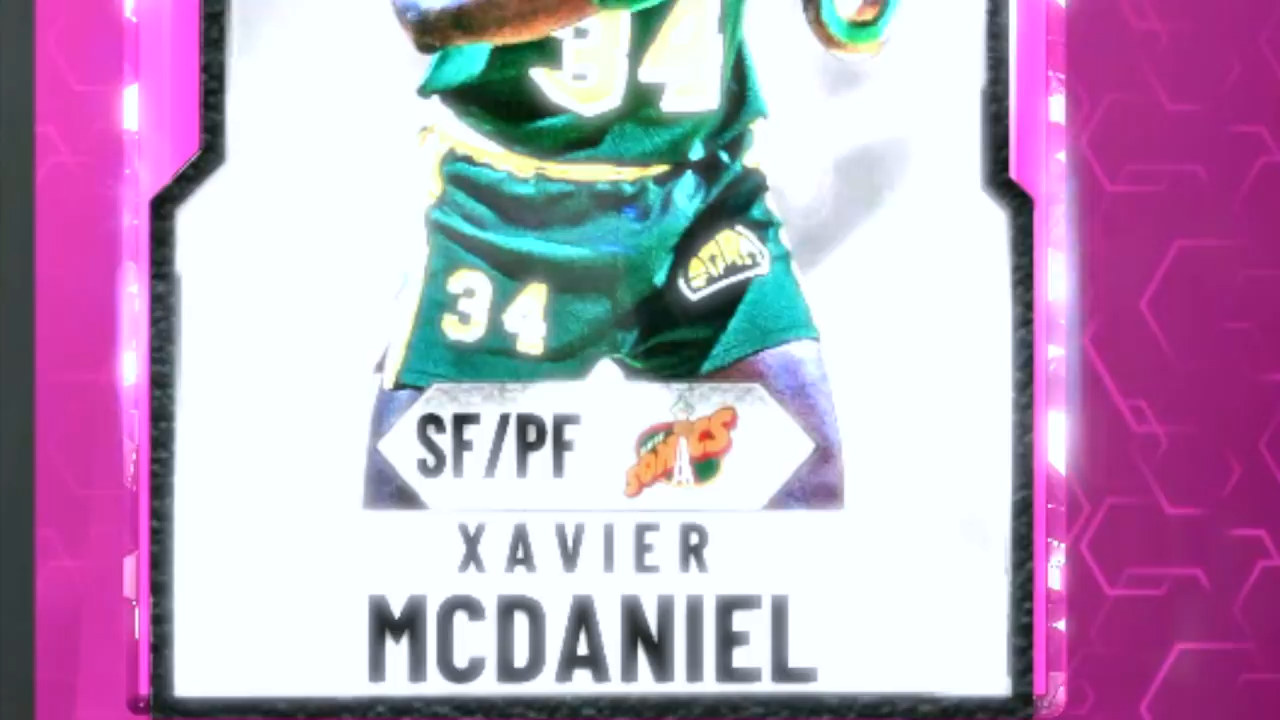 34
34
SF/PF
SONICS
XAVIER
MCDANIEL